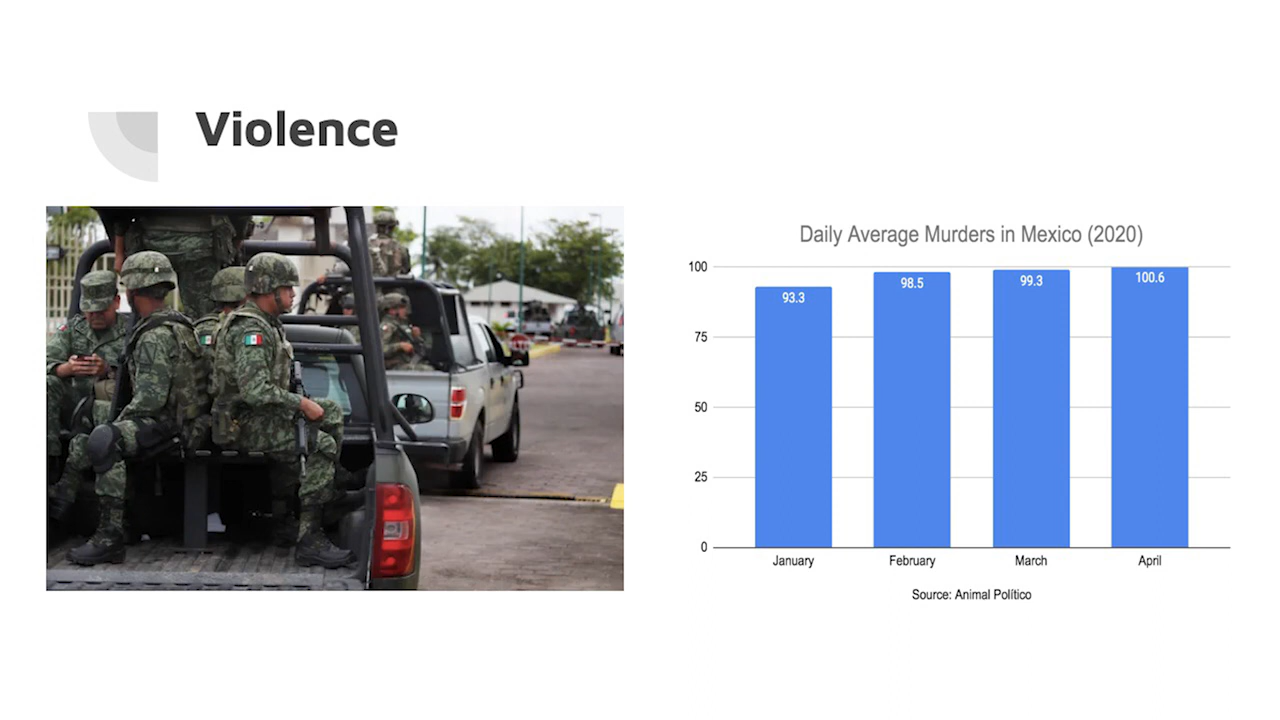 Violence
Daily Average Murders in Mexico (2020)
100
75
50
25
0
93.3
98.5
99.3
100.6
January
February
March
April
Source: Animal Político